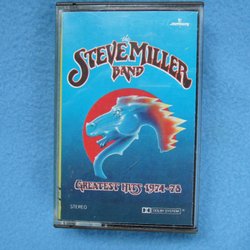 the
STEVE MILLER
BAND
GREATEST HITS 1974-78
STEREO
DOLBY SYSTEM